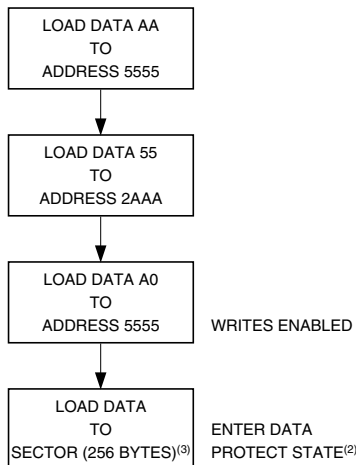 LOAD DATA AA
TO
ADDRESS 5555
LOAD DATA 55
TO
ADDRESS 2AAA
LOAD DATA A0
TO
ADDRESS 5555
WRITES ENABLED
LOAD DATA
TO
SECTOR (256 BYTES)(3)
ENTER DATA
PROTECT STATE(2)